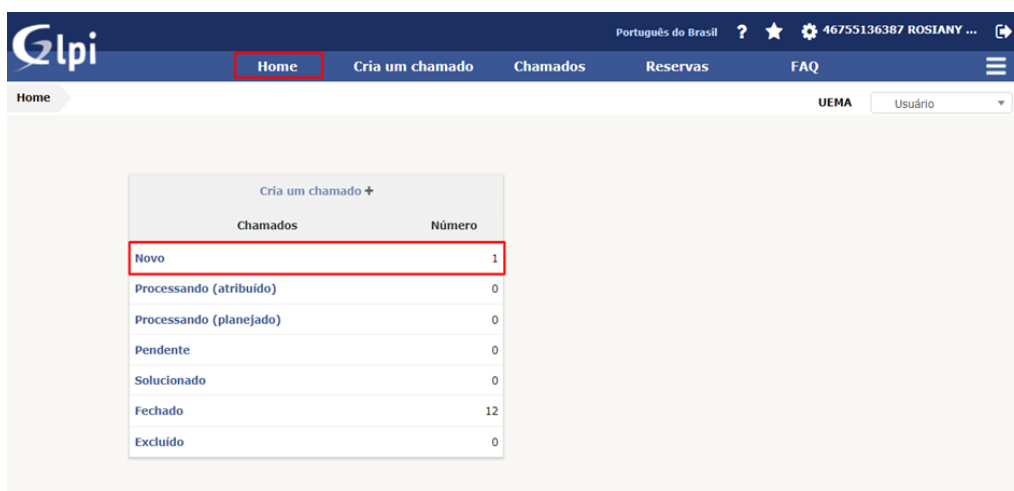 Glpi
Português do Brasil ? 46755136387 ROSIANY ...
Home Cria um chamado Chamados Reservas FAQ
Home UEMA Usuário
Cria um chamado +
Chamados Número
Novo 1
Processando (atribuído) 0
Processando (planejado) 0
Pendente 0
Solucionado 0
Fechado 12
Excluído 0